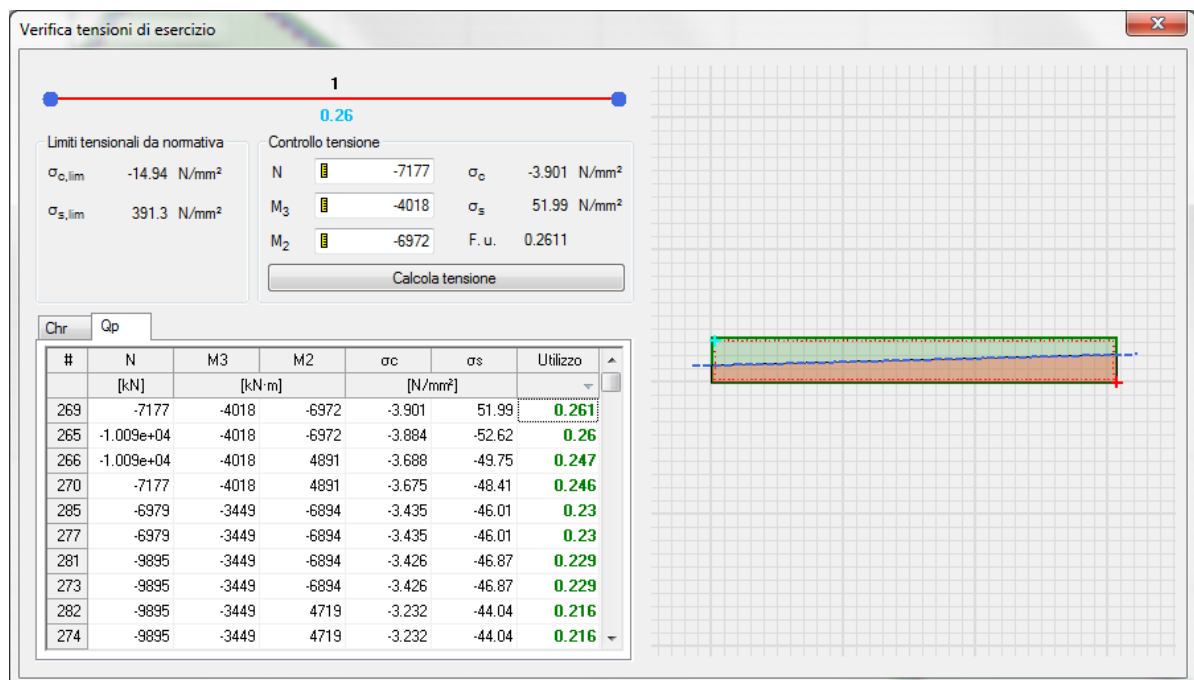 Verifica tensioni di esercizio
1
0.26
Limiti tensionali da normativa
σc,lim -14.94 N/mm²
σs,lim 391.3 N/mm²
Controllo tensione
N -7177 σc -3.901 N/mm²
M3 -4018 σs 51.99 N/mm²
M2 -6972 F. u. 0.2611
Calcola tensione
Chr Qp
# N M3 M2 σc σs Utilizzo
[kN] [kN·m] [N/mm²]
269 -7177 -4018 -6972 -3.901 51.99 0.261
265 -1.009e+04 -4018 -6972 -3.884 -52.62 0.26
266 -1.009e+04 -4018 4891 -3.688 -49.75 0.247
270 -7177 -4018 4891 -3.675 -48.41 0.246
285 -6979 -3449 -6894 -3.435 -46.01 0.23
277 -6979 -3449 -6894 -3.435 -46.01 0.23
281 -9895 -3449 -6894 -3.426 -46.87 0.229
273 -9895 -3449 -6894 -3.426 -46.87 0.229
282 -9895 -3449 4719 -3.232 -44.04 0.216
274 -9895 -3449 4719 -3.232 -44.04 0.216